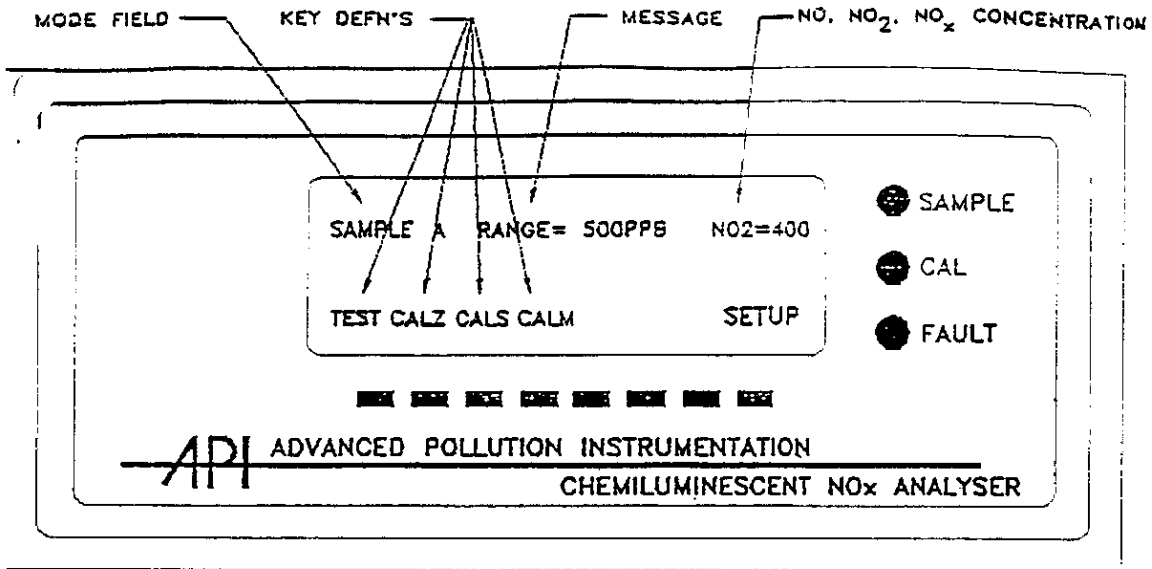 MODE FIELD KEY DEFN'S MESSAGE NO, NO2, NOx CONCENTRATION
SAMPLE A RANGE= 500PPB NO2=400
SAMPLE
CAL
TEST CALZ CALS CALM SETUP
FAULT
API ADVANCED POLLUTION INSTRUMENTATION
CHEMILUMINESCENT NOx ANALYSER